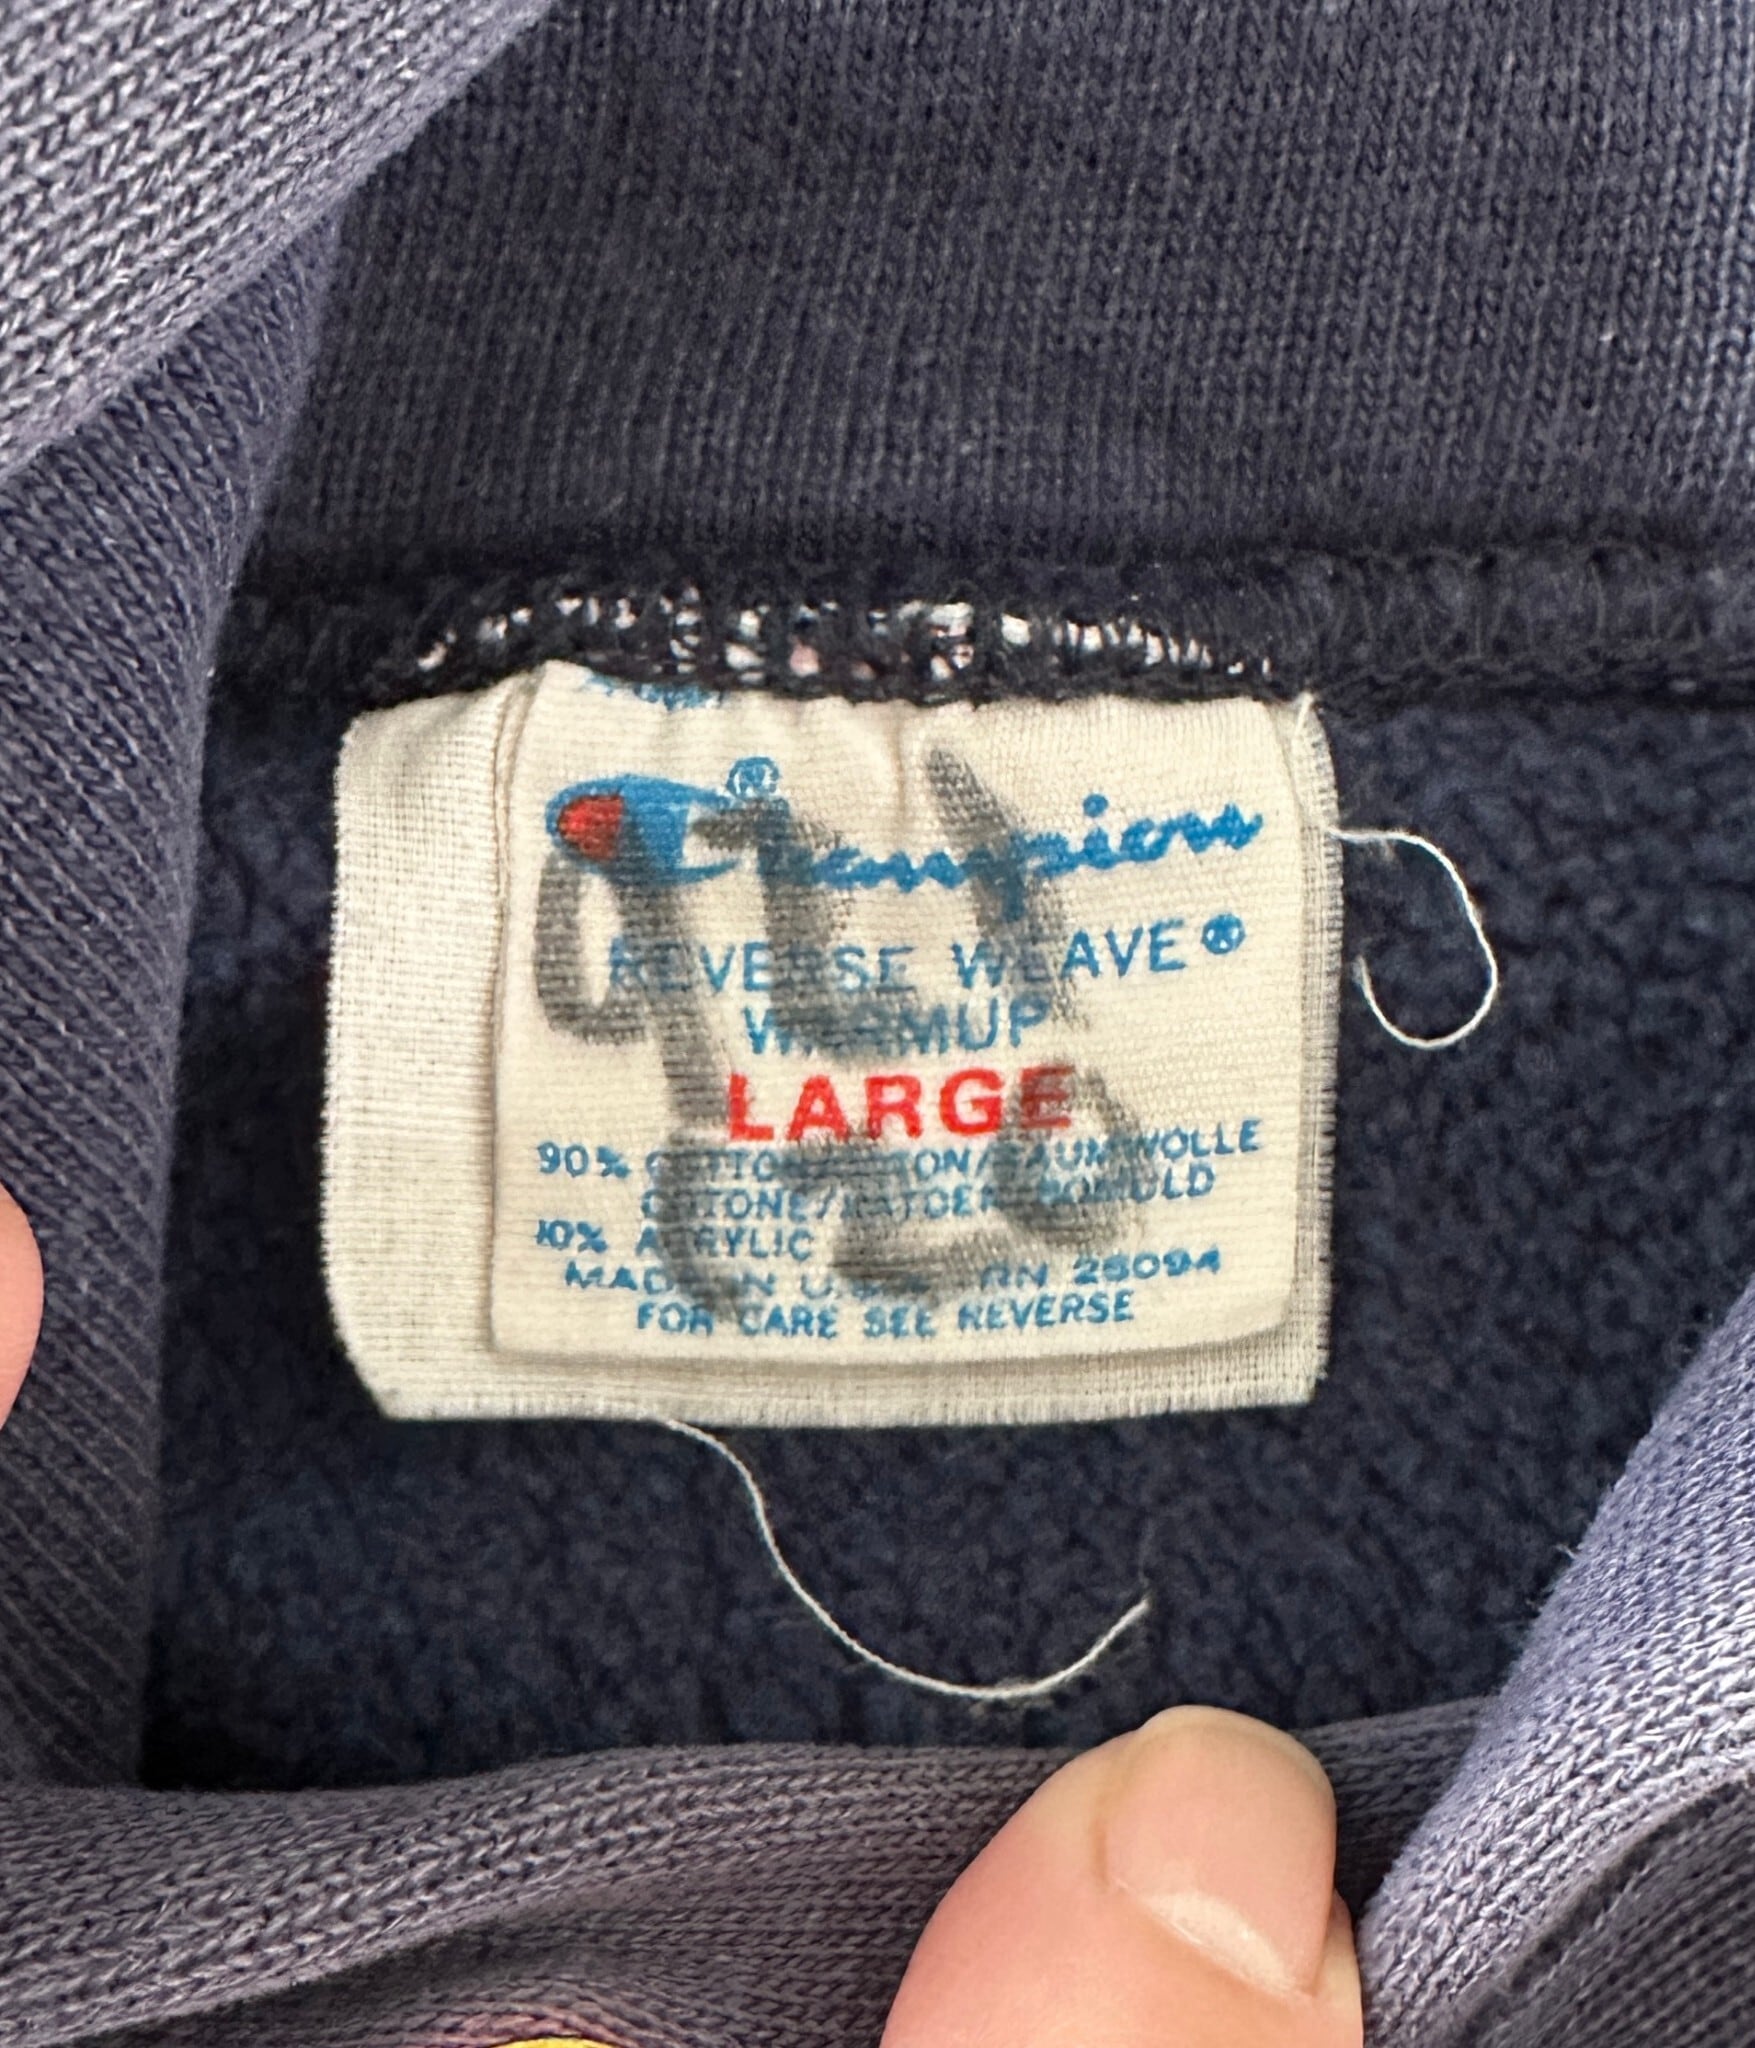 Champion®
REVERSE WEAVE®
WARMUP
LARGE
90% COTTON/COTON/BAUMWOLLE
COTONE/KATOEN/BOMULD
10% ACRYLIC
MADE IN U.S.A. RN 26094
FOR CARE SEE REVERSE